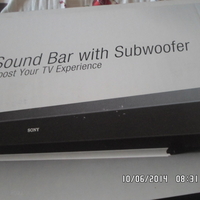 Sound Bar with Subwoofer
oost Your TV Experience
SONY
10/06/2014 08:31